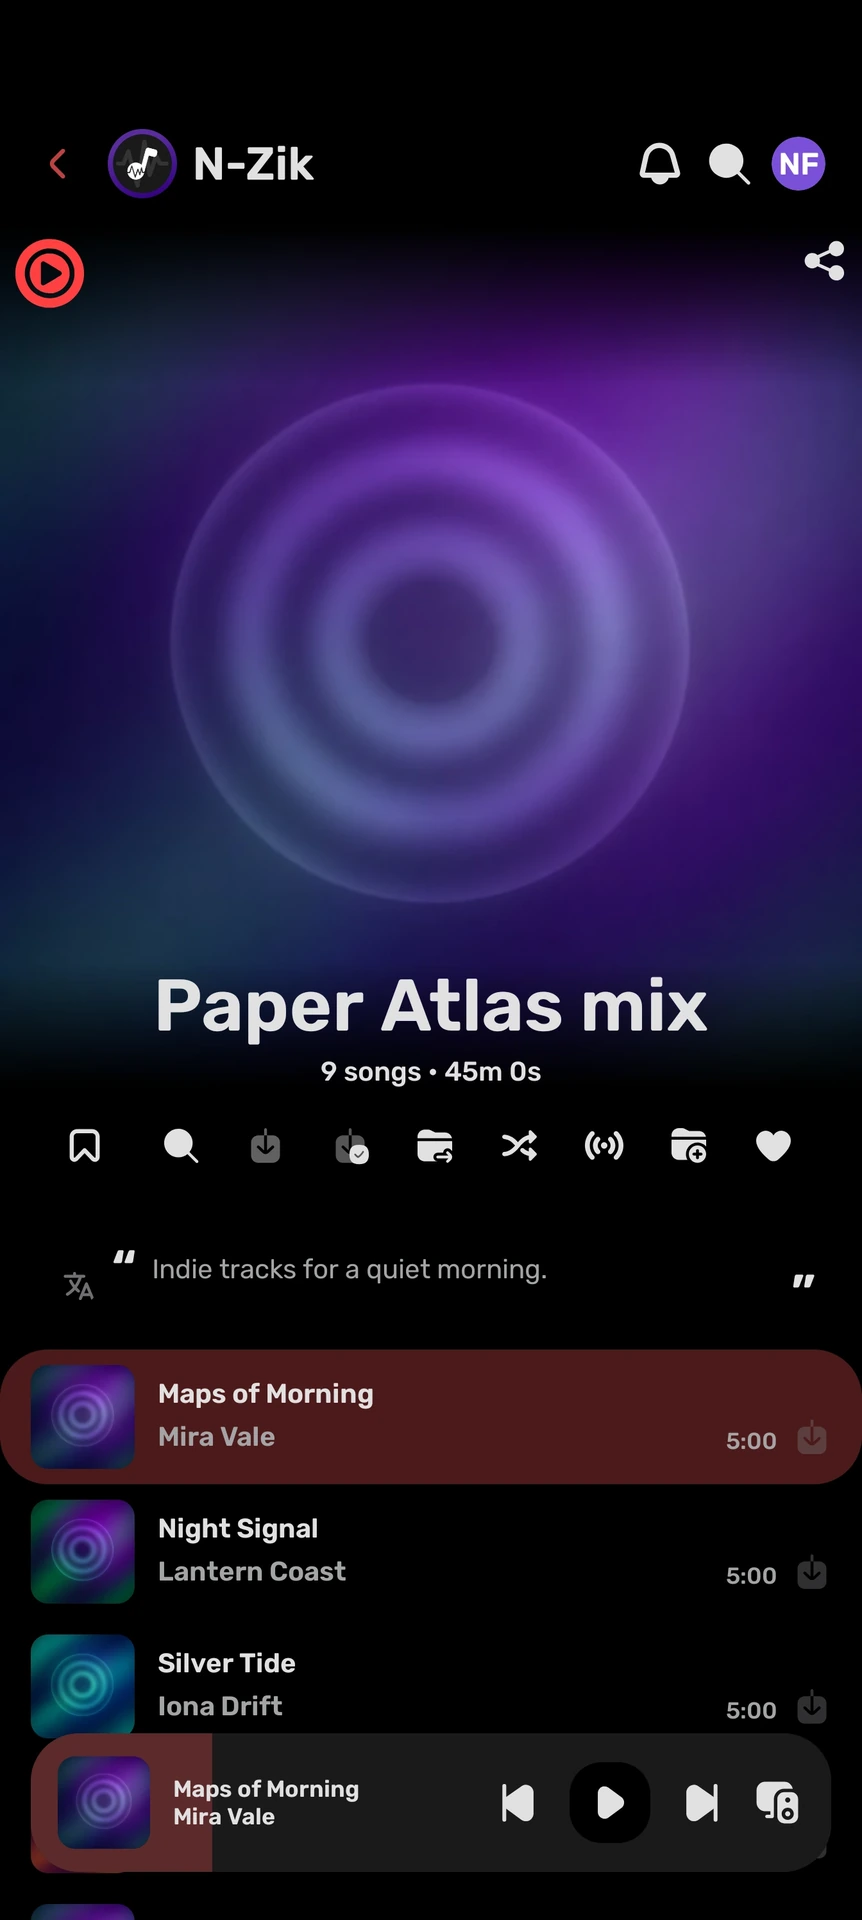 N-Zik
NF
Paper Atlas mix
9 songs • 45m 0s
“ Indie tracks for a quiet morning. ”
Maps of Morning
Mira Vale
5:00
Night Signal
Lantern Coast
5:00
Silver Tide
Iona Drift
5:00
Maps of Morning
Mira Vale